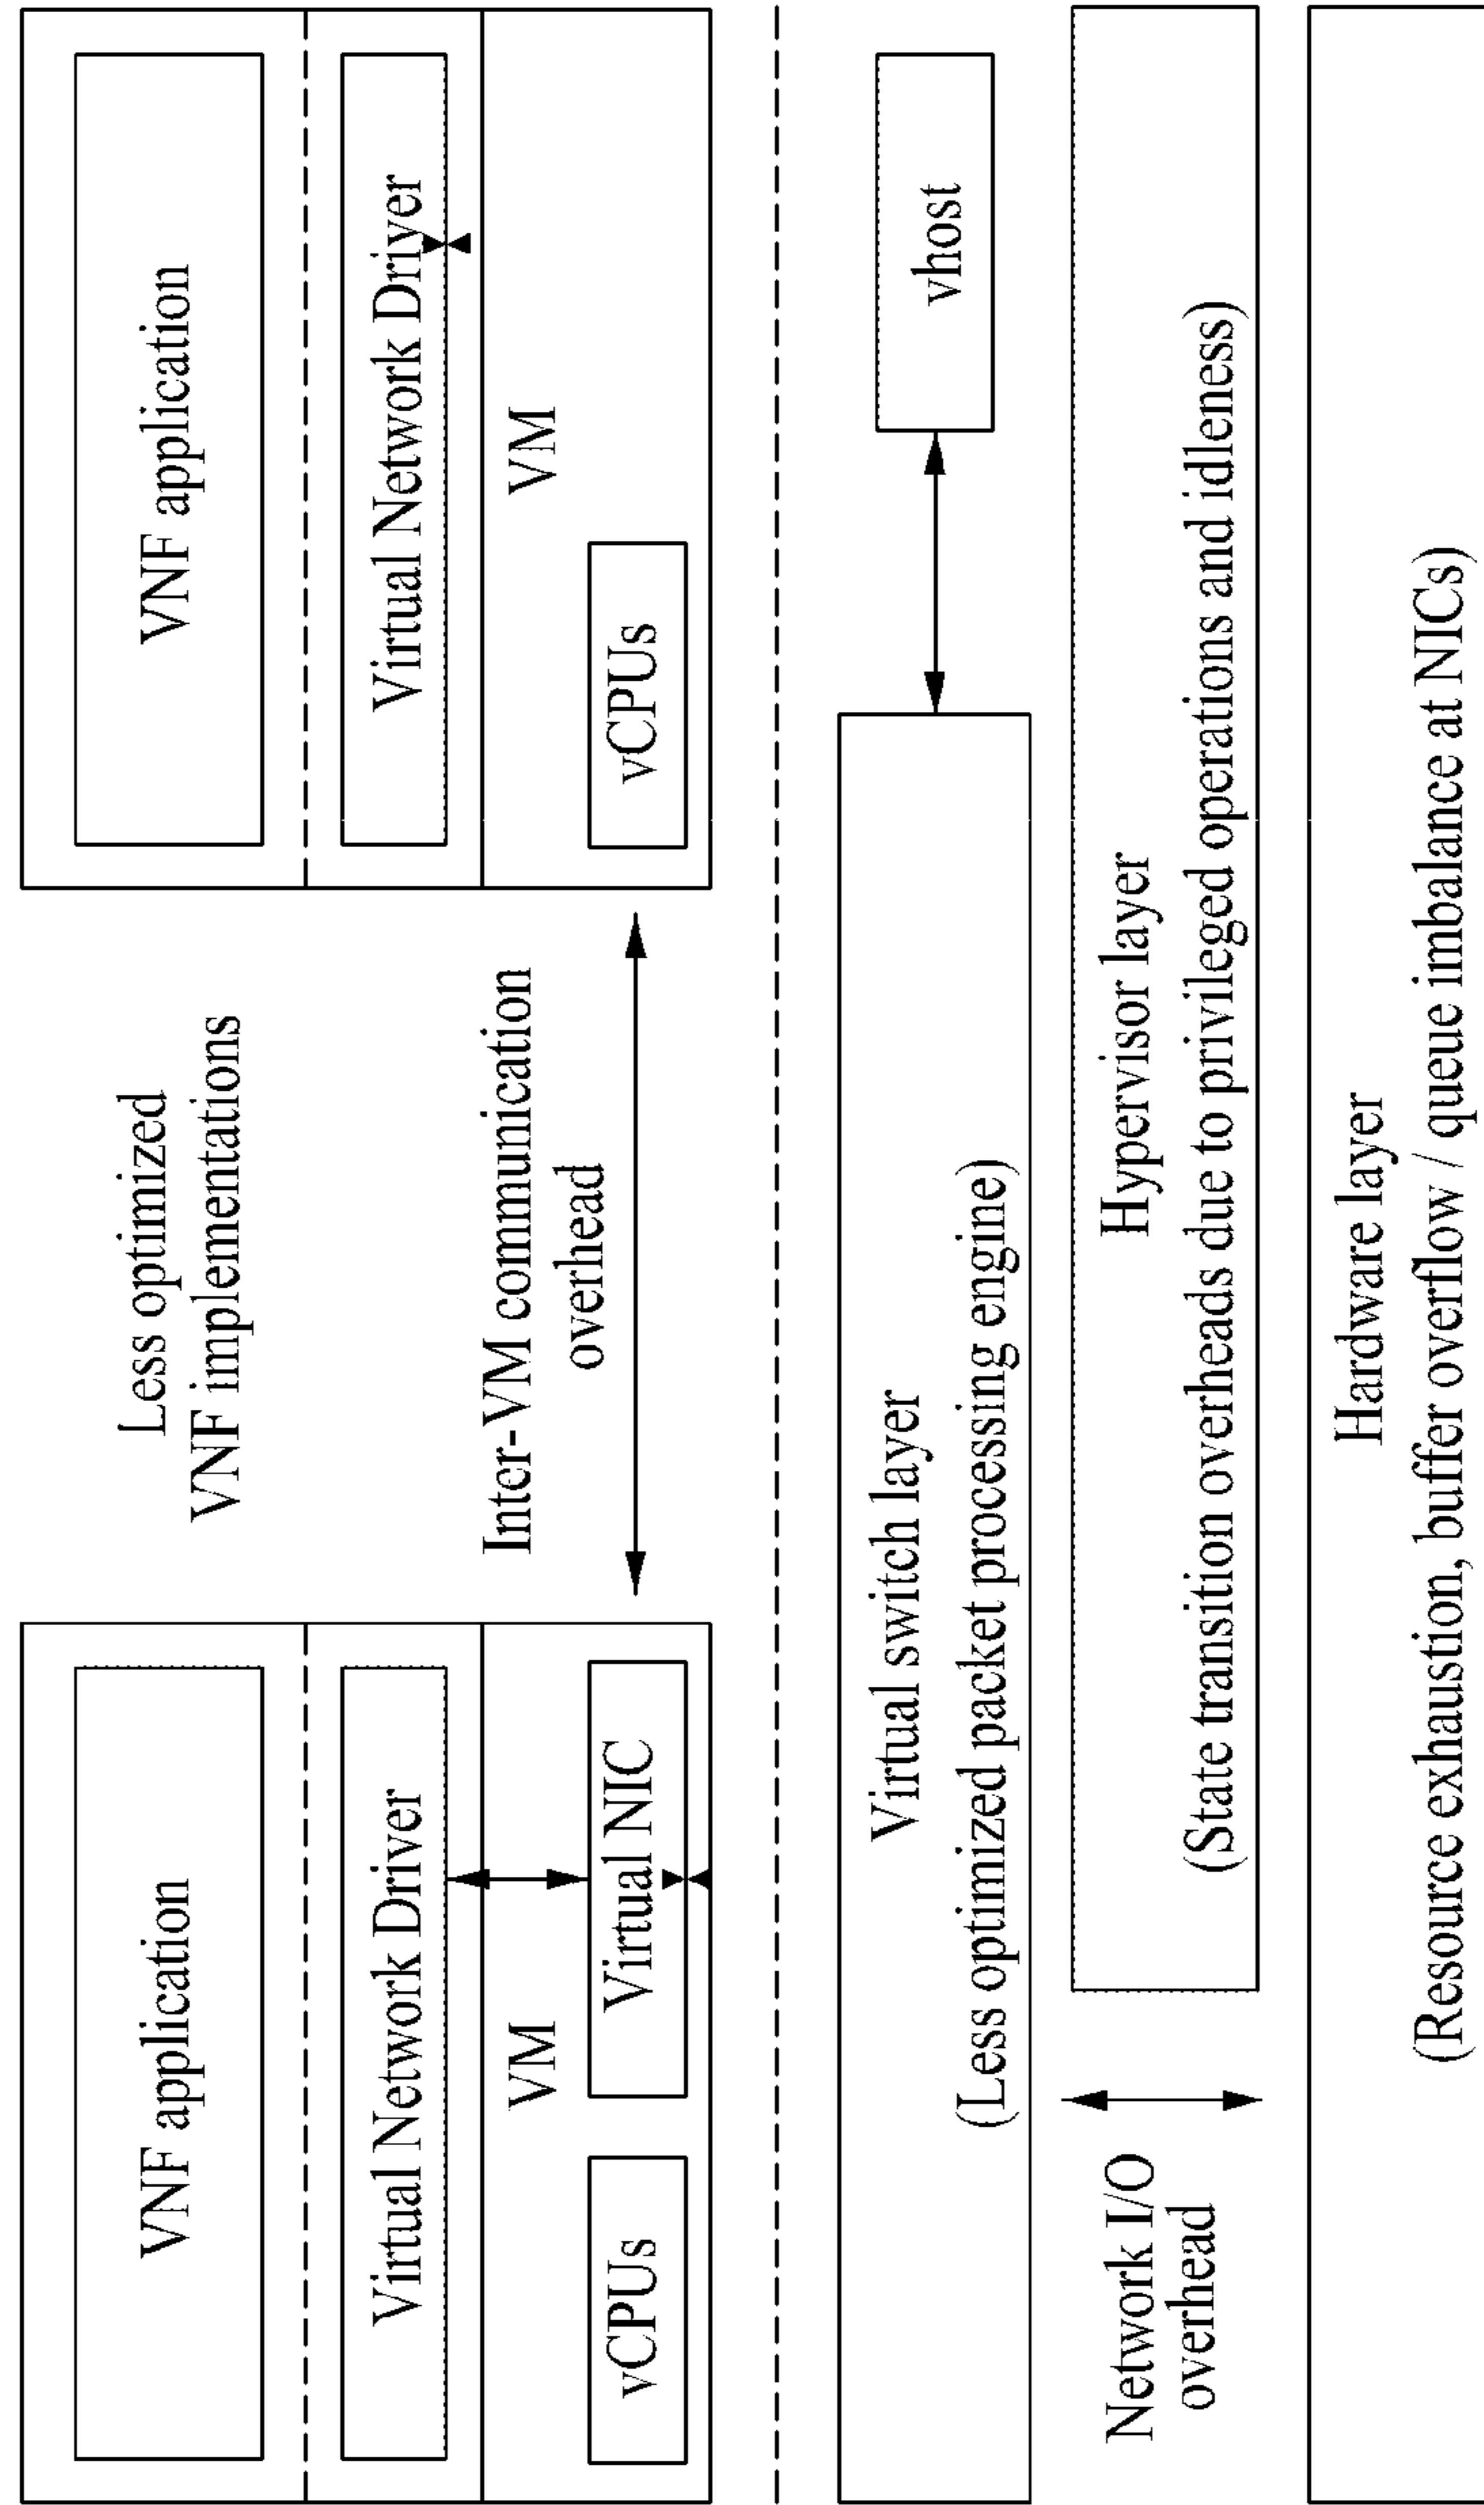 VNF application
Virtual Network Driver
VM
vCPUs
Virtual NIC
Less optimized
VNF implementations
Inter-VM communication
overhead
VNF application
Virtual Network Driver
VM
vCPUs
Virtual switch layer
(Less optimized packet processing engine)
vhost
Network I/O
overhead
Hypervisor layer
(State transition overheads due to privileged operations and idleness)
Hardware layer
(Resource exhaustion, buffer overflow / queue imbalance at NICs)